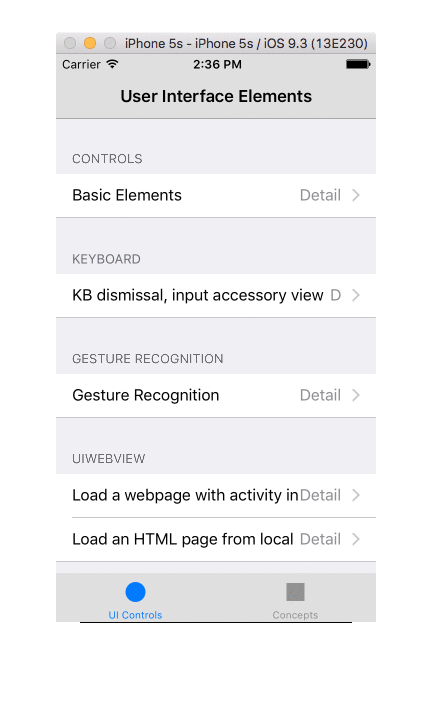 iPhone 5s - iPhone 5s / iOS 9.3 (13E230)
Carrier 2:36 PM
User Interface Elements
CONTROLS
Basic Elements Detail
KEYBOARD
KB dismissal, input accessory view D
GESTURE RECOGNITION
Gesture Recognition Detail
UIWEBVIEW
Load a webpage with activity in Detail
Load an HTML page from local Detail
UI Controls Concepts